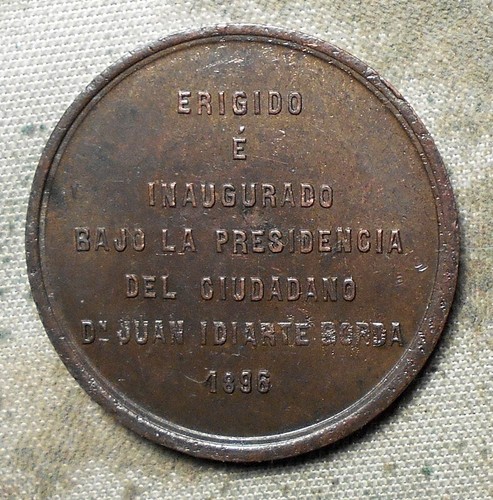 ERIGIDO
É
INAUGURADO
BAJO LA PRESIDENCIA
DEL CIUDADANO
Dr JUAN IDIARTE BORDA
1896